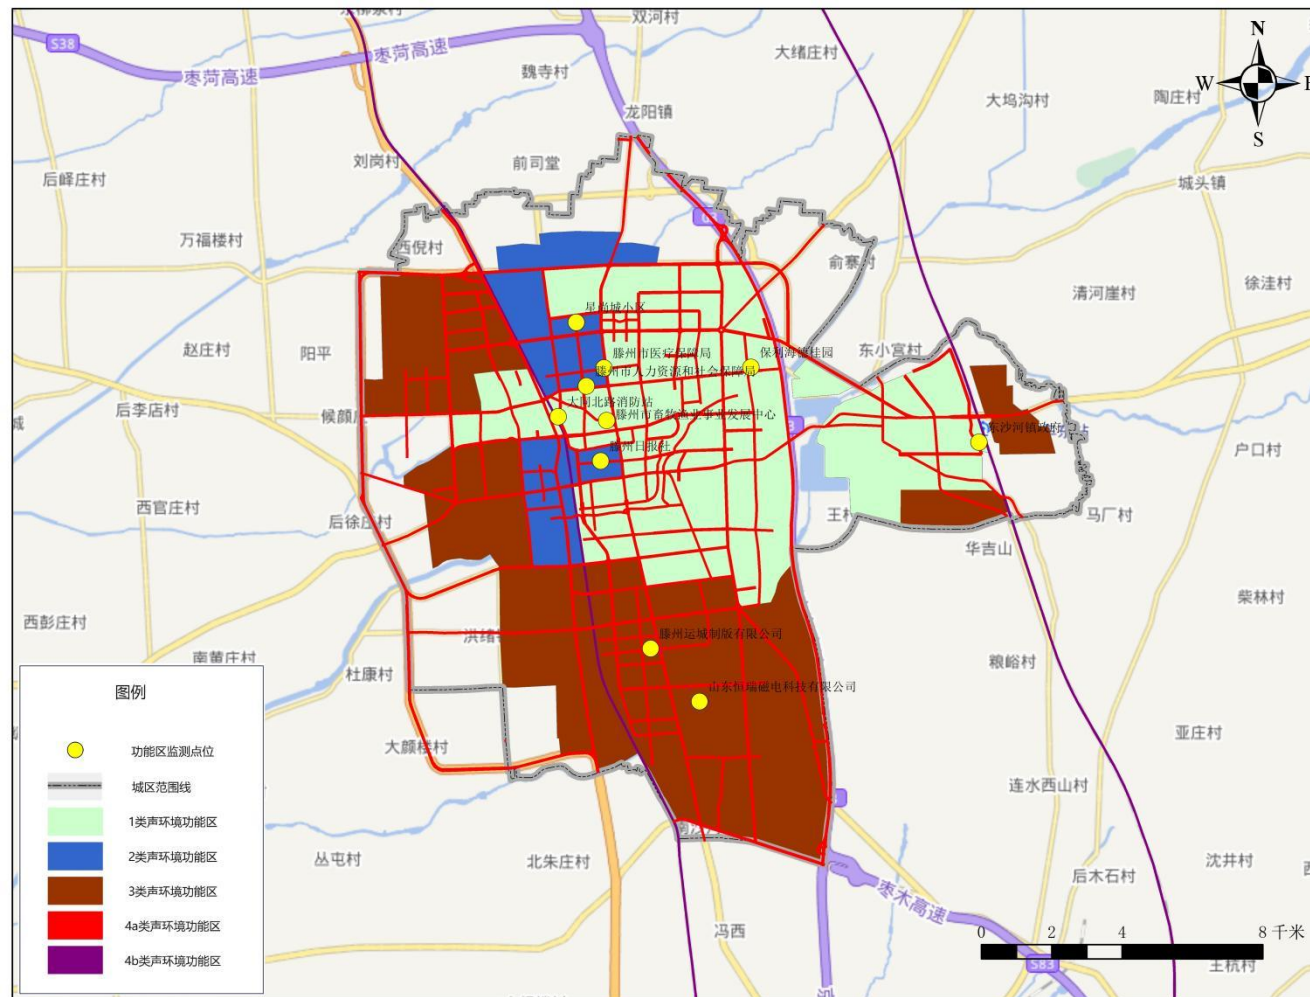 双河村
S38
枣菏高速
枣菏高速
魏寺村
大绪庄村
大坞沟村
陶庄村
N
W
S
龙阳镇
刘岗村
前司堂
后峄庄村
城头镇
万福楼村
西倪村
俞寨村
清河崖村
徐洼村
星尚城小区
赵庄村
阳平
滕州市医疗保障局
保利海德佳园
东小宫村
滕州市人力资源和社会保障局
后李店村
候颜
大同北路消防站
滕州市畜牧渔业事业发展中心
东沙河镇政府
滕州日报社
户口村
西官庄村
后徐庄村
王村
马厂村
华吉山
西彭庄村
洪绪
柴林村
南黄庄村
杜康村
滕州运城制版有限公司
粮峪村
山东恒瑞磁电科技有限公司
大颜楼村
亚庄村
连水西山村
丛屯村
北朱庄村
沈井村
后木石村
枣木高速
冯西
S83
王杭村
图例
功能区监测点位
城区范围线
1类声环境功能区
2类声环境功能区
3类声环境功能区
4a类声环境功能区
4b类声环境功能区
0 2 4 8 千米